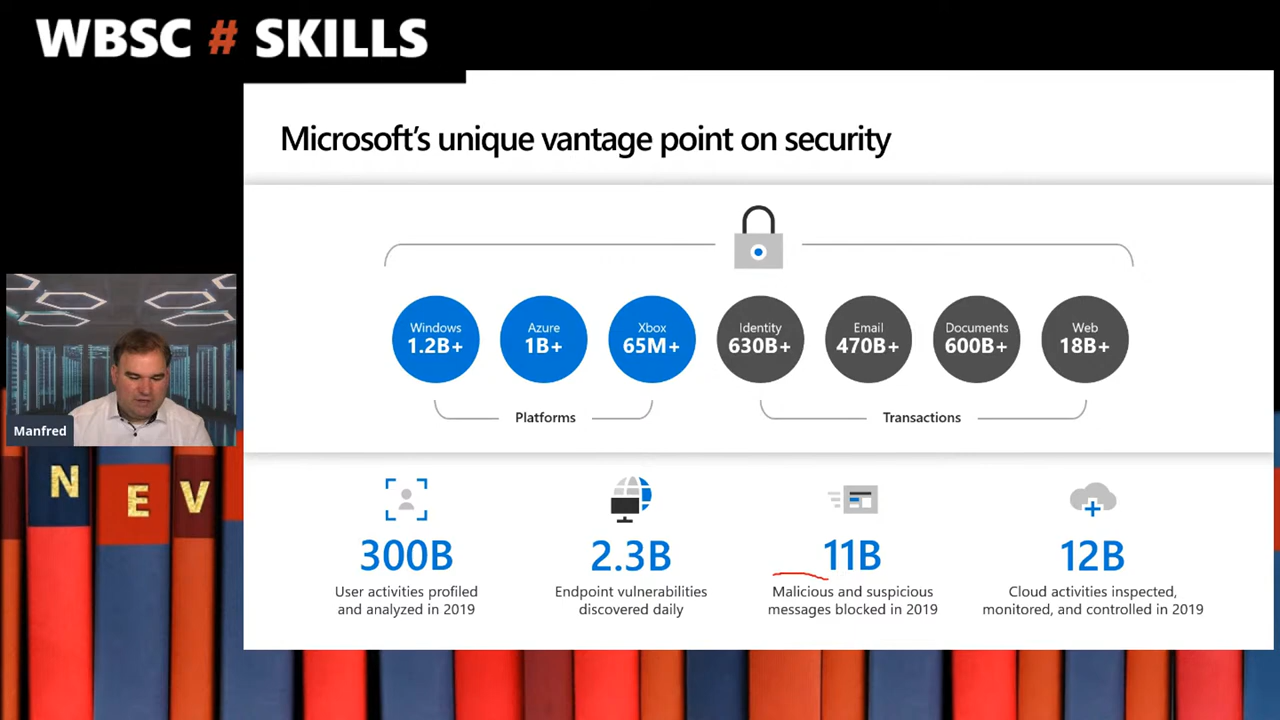 WBSC # SKILLS
Microsoft's unique vantage point on security
Windows
1.2B+
Azure
1B+
Xbox
65M+
Identity
630B+
Email
470B+
Documents
600B+
Web
18B+
Platforms
Transactions
Manfred
N E V
300B
User activities profiled
and analyzed in 2019
2.3B
Endpoint vulnerabilities
discovered daily
11B
Malicious and suspicious
messages blocked in 2019
12B
Cloud activities inspected,
monitored, and controlled in 2019